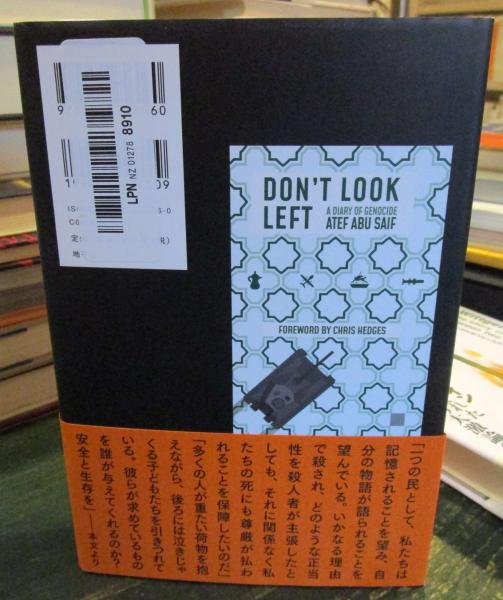 9
60
LPN NZ 01278 8910
DON'T LOOK
LEFT
A DIARY OF GENOCIDE
ATEF ABU SAIF
FOREWORD BY CHRIS HEDGES
「一つの民として、私たちは
記憶されることを望み、自
分の物語が語られることを
望んでいる。いかなる理由
で殺され、どのような正当
性を殺人者が主張したと
しても、それに関係なく私
たちの死にも尊厳が払わ
れることを保障したいのだ」
「多くの人が重たい荷物を抱
えながら、後ろには泣きじゃ
くる子どもたちを引きつれて
いる。彼らが求めているもの
を誰が与えてくれるのか?
安全と生存を」――本文より